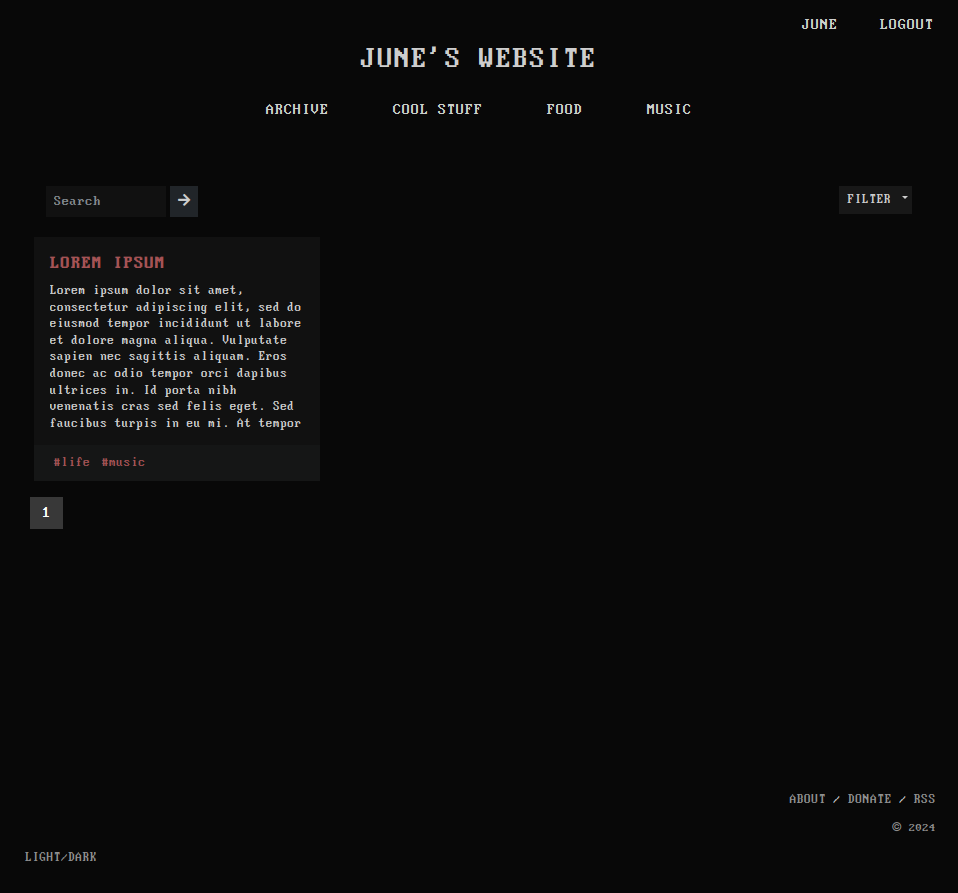 JUNE LOGOUT
JUNE'S WEBSITE
ARCHIVE COOL STUFF FOOD MUSIC
Search FILTER
LOREM IPSUM
Lorem ipsum dolor sit amet,
consectetur adipiscing elit, sed do
eiusmod tempor incididunt ut labore
et dolore magna aliqua. Vulputate
sapien nec sagittis aliquam. Eros
donec ac odio tempor orci dapibus
ultrices in. Id porta nibh
venenatis cras sed felis eget. Sed
faucibus turpis in eu mi. At tempor
#life #music
1
ABOUT / DONATE / RSS
© 2024
LIGHT/DARK